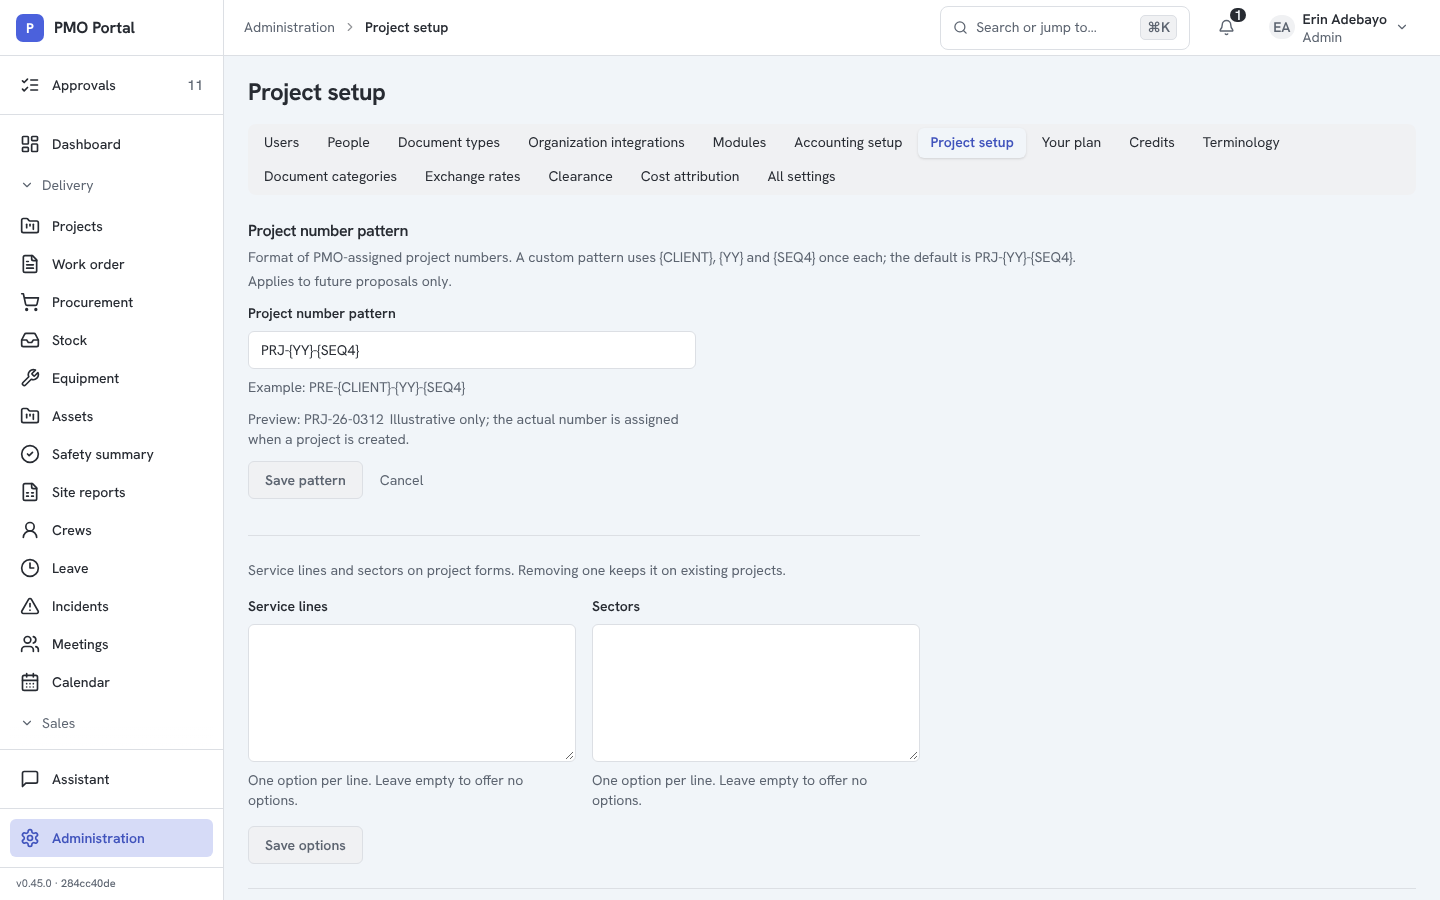 P PMO Portal
Administration > Project setup
Search or jump to... ⌘K
1
EA Erin Adebayo
Admin
Approvals 11
Dashboard
Delivery
Projects
Work order
Procurement
Stock
Equipment
Assets
Safety summary
Site reports
Crews
Leave
Incidents
Meetings
Calendar
Sales
Assistant
Administration
v0.45.0 · 284cc40de
Project setup
Users People Document types Organization integrations Modules Accounting setup Project setup Your plan Credits Terminology
Document categories Exchange rates Clearance Cost attribution All settings
Project number pattern
Format of PMO-assigned project numbers. A custom pattern uses {CLIENT}, {YY} and {SEQ4} once each; the default is PRJ-{YY}-{SEQ4}.
Applies to future proposals only.
Project number pattern
PRJ-{YY}-{SEQ4}
Example: PRE-{CLIENT}-{YY}-{SEQ4}
Preview: PRJ-26-0312 Illustrative only; the actual number is assigned
when a project is created.
Save pattern Cancel
Service lines and sectors on project forms. Removing one keeps it on existing projects.
Service lines Sectors
One option per line. Leave empty to offer no
options.
One option per line. Leave empty to offer no
options.
Save options